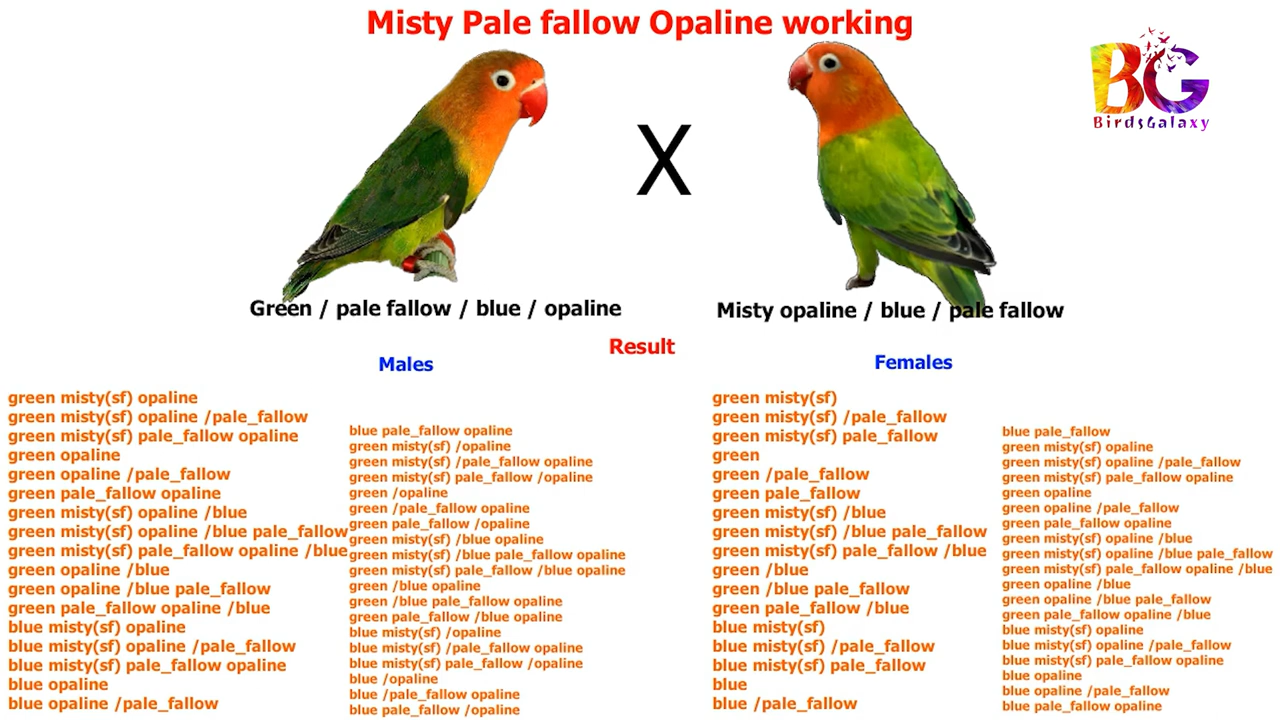 Misty Pale fallow Opaline working
BG
BirdsGalaxy
X
Green / pale fallow / blue / opaline
Misty opaline / blue / pale fallow
Result
Males
Females
green misty(sf) opaline
green misty(sf) opaline /pale_fallow
green misty(sf) pale_fallow opaline
green opaline
green opaline /pale_fallow
green pale_fallow opaline
green misty(sf) opaline /blue
green misty(sf) opaline /blue pale_fallow
green misty(sf) pale_fallow opaline /blue
green opaline /blue
green opaline /blue pale_fallow
green pale_fallow opaline /blue
blue misty(sf) opaline
blue misty(sf) opaline /pale_fallow
blue misty(sf) pale_fallow opaline
blue opaline
blue opaline /pale_fallow
blue pale_fallow opaline
green misty(sf) /opaline
green misty(sf) /pale_fallow opaline
green misty(sf) pale_fallow /opaline
green /opaline
green /pale_fallow opaline
green pale_fallow /opaline
green misty(sf) /blue opaline
green misty(sf) /blue pale_fallow opaline
green misty(sf) pale_fallow /blue opaline
green /blue opaline
green /blue pale_fallow opaline
green pale_fallow /blue opaline
blue misty(sf) /opaline
blue misty(sf) /pale_fallow opaline
blue misty(sf) pale_fallow /opaline
blue /opaline
blue /pale_fallow opaline
blue pale_fallow /opaline
green misty(sf)
green misty(sf) /pale_fallow
green misty(sf) pale_fallow
green
green /pale_fallow
green pale_fallow
green misty(sf) /blue
green misty(sf) /blue pale_fallow
green misty(sf) pale_fallow /blue
green /blue
green /blue pale_fallow
green pale_fallow /blue
blue misty(sf)
blue misty(sf) /pale_fallow
blue misty(sf) pale_fallow
blue
blue /pale_fallow
blue pale_fallow
green misty(sf) opaline
green misty(sf) opaline /pale_fallow
green misty(sf) pale_fallow opaline
green opaline
green opaline /pale_fallow
green pale_fallow opaline
green misty(sf) opaline /blue
green misty(sf) opaline /blue pale_fallow
green misty(sf) pale_fallow opaline /blue
green opaline /blue
green opaline /blue pale_fallow
green pale_fallow opaline /blue
blue misty(sf) opaline
blue misty(sf) opaline /pale_fallow
blue misty(sf) pale_fallow opaline
blue opaline
blue opaline /pale_fallow
blue pale_fallow opaline